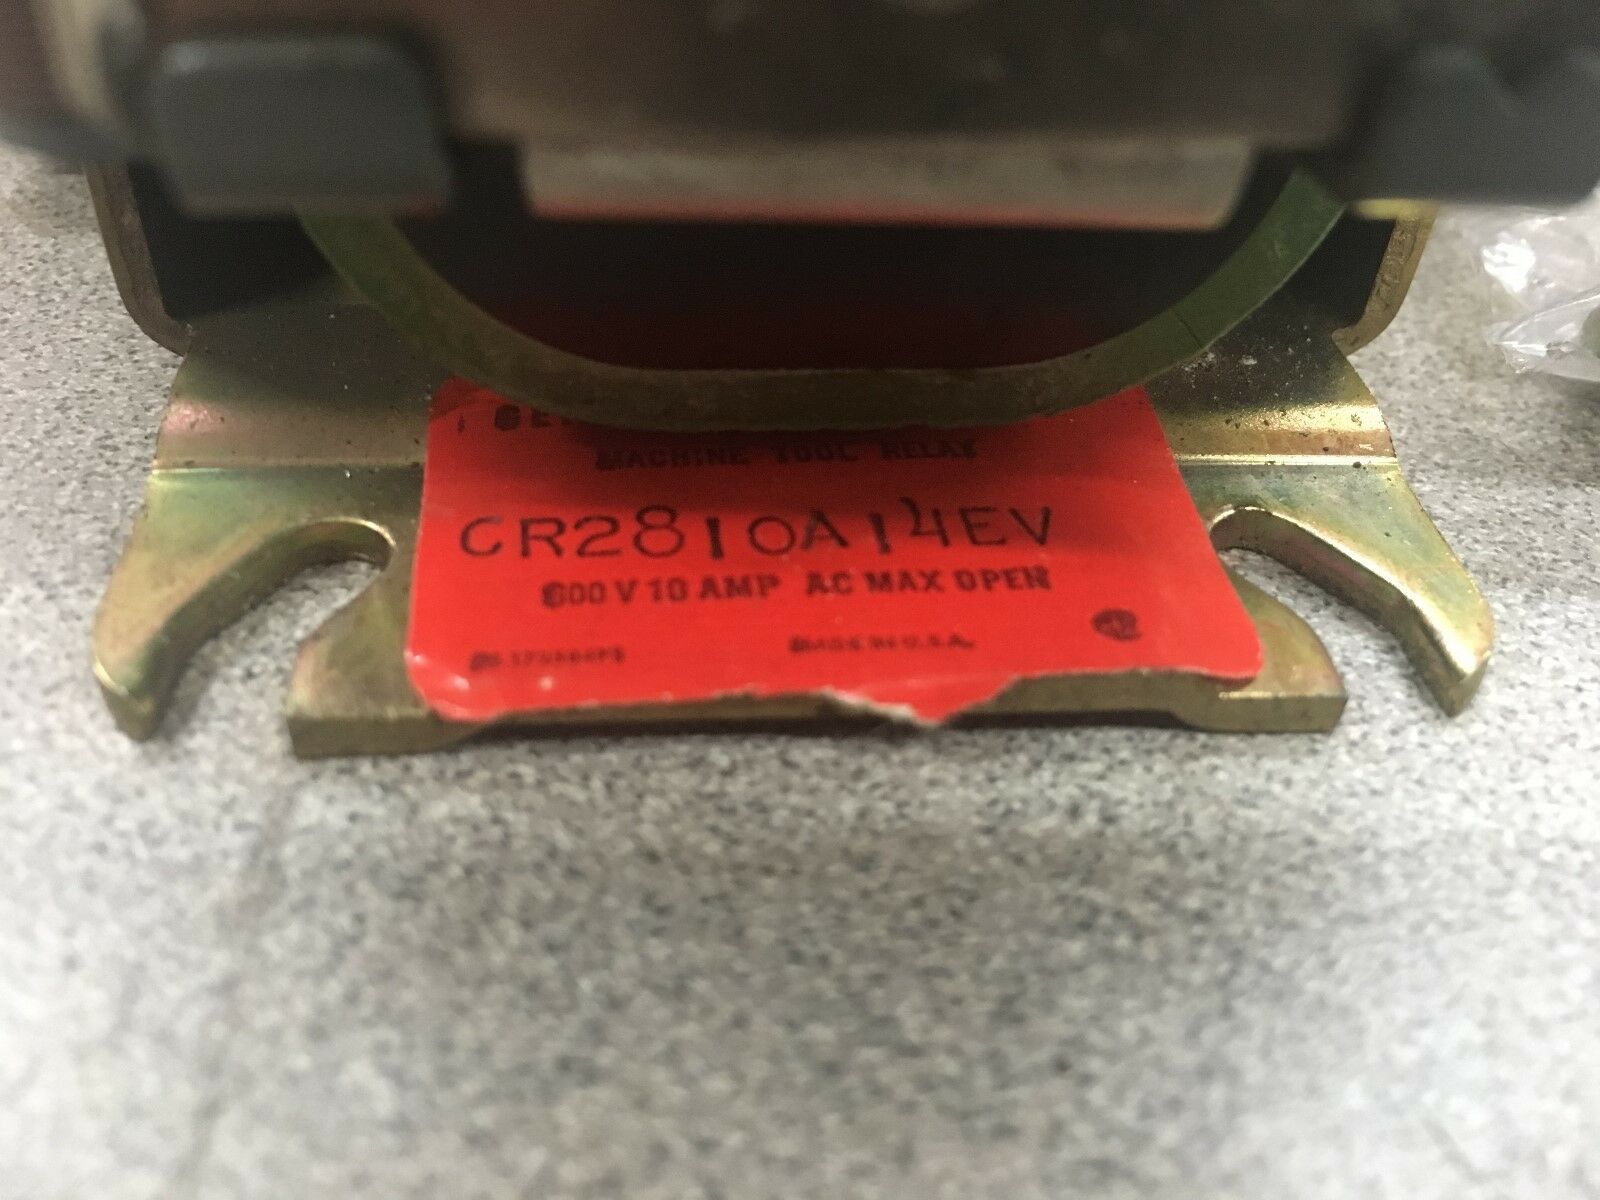 MACHINE TOOL RELAY
CR2810A14EV
600 V 10 AMP AC MAX OPEN
MADE IN U.S.A.